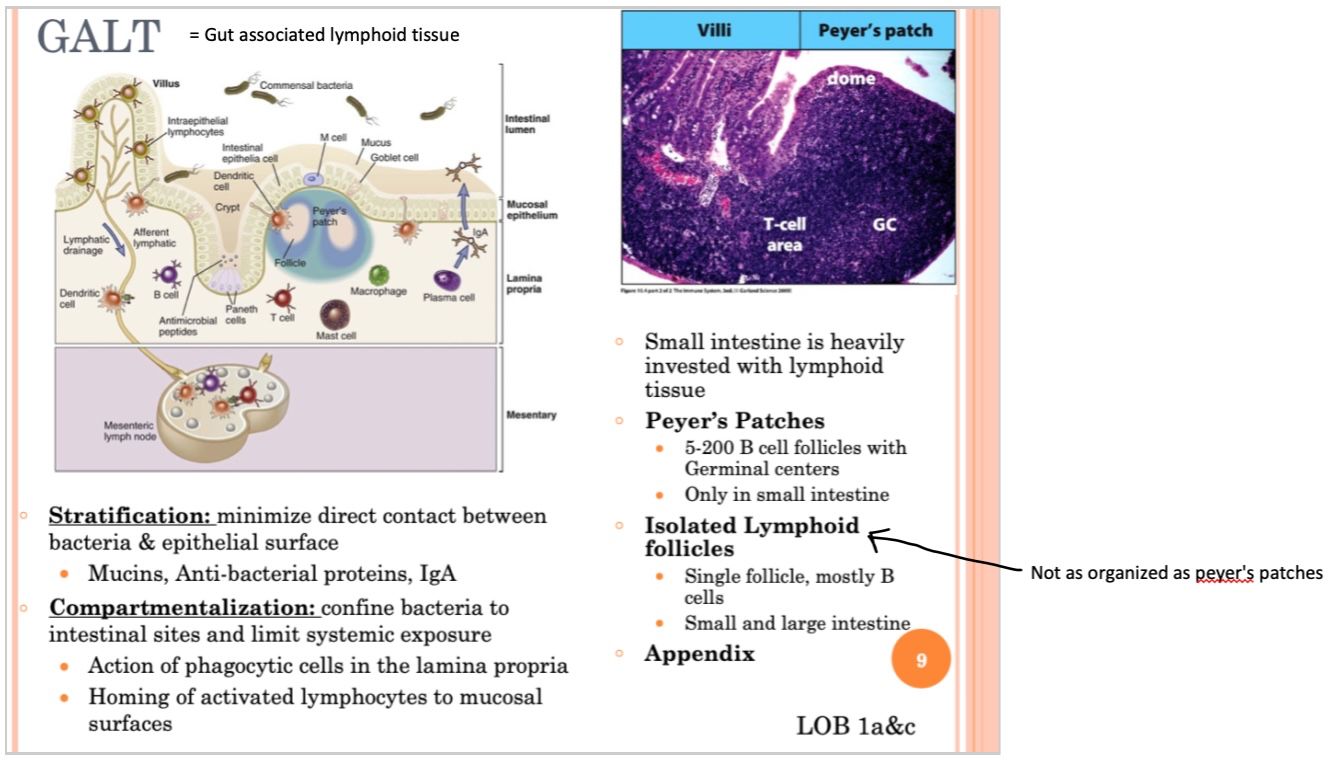 GALT
= Gut associated lymphoid tissue
Villus
Commensal bacteria
Intraepithelial
lymphocytes
Intestinal
epithelia cell
M cell
Mucus
Goblet cell
Dendritic
cell
Crypt
Peyer's
patch
Lymphatic
drainage
Afferent
lymphatic
Follicle
IgA
Dendritic
cell
B cell
Antimicrobial
peptides
Paneth
cells
T cell
Mast cell
Macrophage
Plasma cell
Mesenteric
lymph node
Intestinal
lumen
Mucosal
epithelium
Lamina
propria
Mesentary
Stratification: minimize direct contact between
bacteria & epithelial surface
Mucins, Anti-bacterial proteins, IgA
Compartmentalization: confine bacteria to
intestinal sites and limit systemic exposure
Action of phagocytic cells in the lamina propria
Homing of activated lymphocytes to mucosal
surfaces
Villi
Peyer's patch
dome
T-cell
area
GC
Small intestine is heavily
invested with lymphoid
tissue
Peyer's Patches
5-200 B cell follicles with
Germinal centers
Only in small intestine
Isolated Lymphoid
follicles
Single follicle, mostly B
cells
Small and large intestine
Appendix
9
LOB 1a&c
Not as organized as peyer's patches